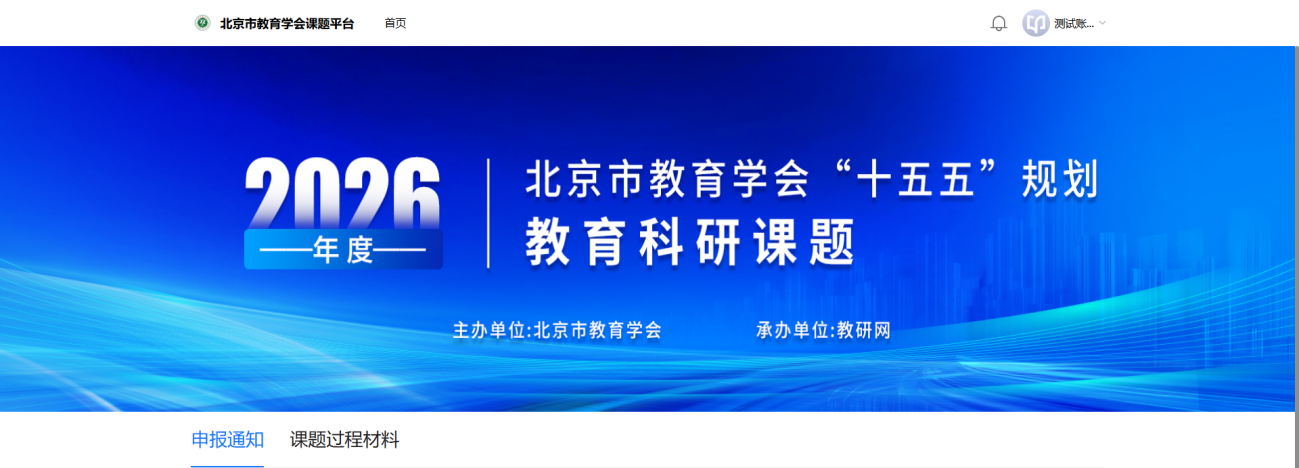 北京市教育学会课题平台 首页 测试账...
2026 北京市教育学会“十五五”规划
年度 教育科研课题
主办单位:北京市教育学会 承办单位:教研网
申报通知 课题过程材料